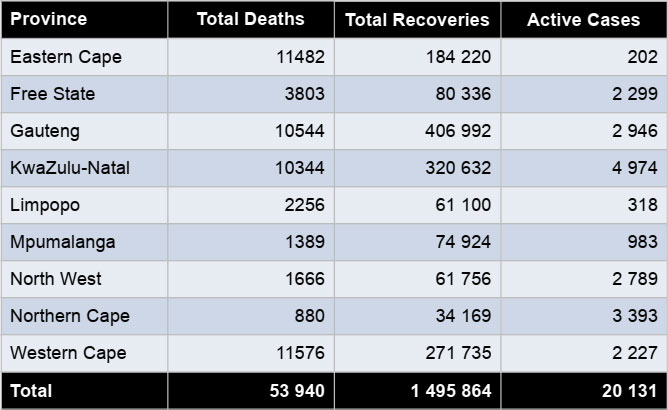 Province Total Deaths Total Recoveries Active Cases
Eastern Cape 11482 184 220 202
Free State 3803 80 336 2 299
Gauteng 10544 406 992 2 946
KwaZulu-Natal 10344 320 632 4 974
Limpopo 2256 61 100 318
Mpumalanga 1389 74 924 983
North West 1666 61 756 2 789
Northern Cape 880 34 169 3 393
Western Cape 11576 271 735 2 227
Total 53 940 1 495 864 20 131